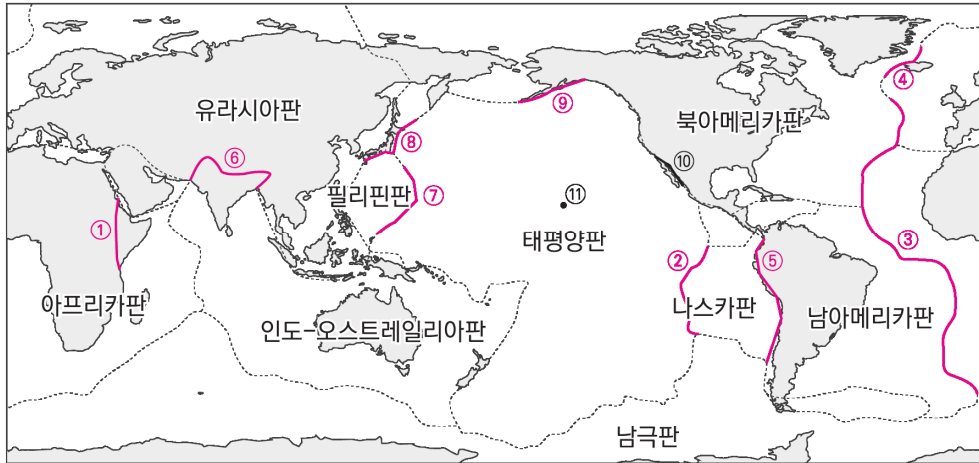 ④
⑨
유라시아판
북아메리카판
⑧
⑥
⑩
필리핀판
⑦
⑪
①
태평양판
②
⑤
③
아프리카판
나스카판
남아메리카판
인도-오스트레일리아판
남극판